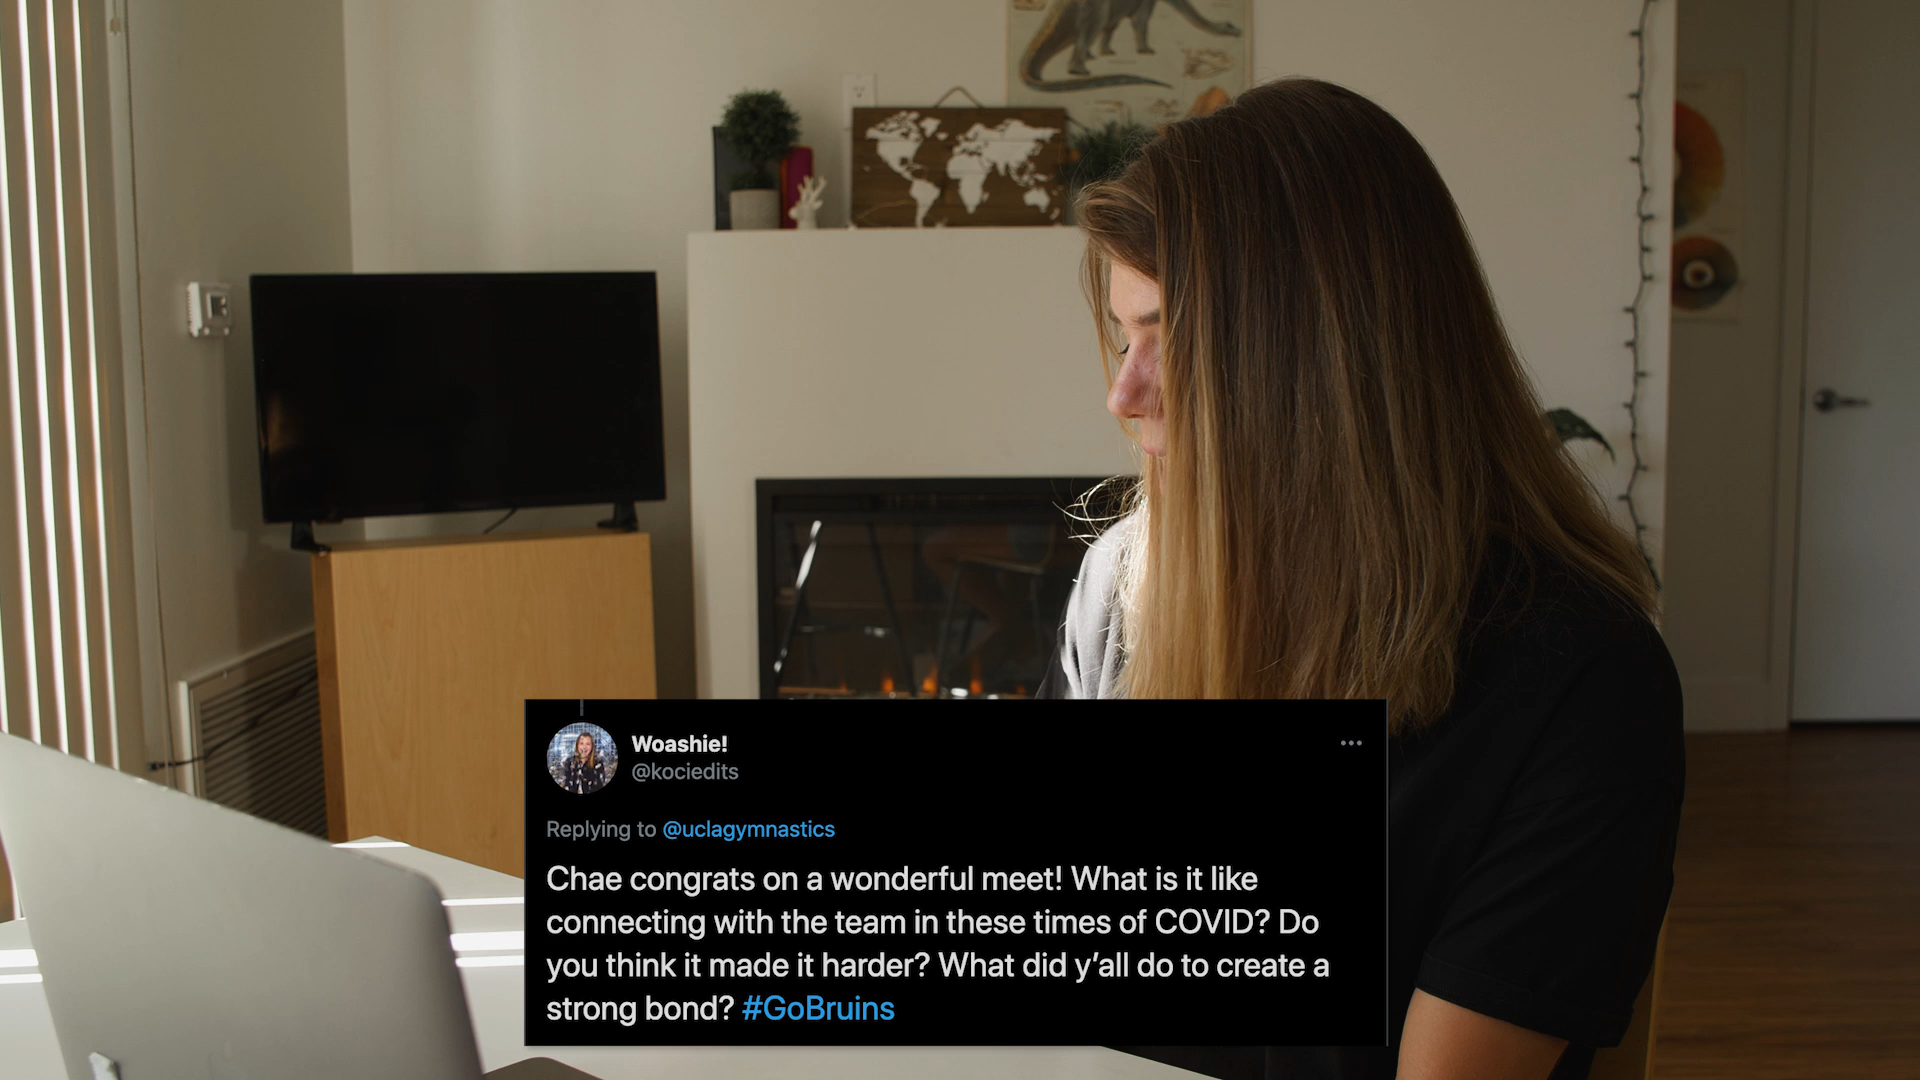 Woashie!
@kociedits
Replying to @uclagymnastics
Chae congrats on a wonderful meet! What is it like
connecting with the team in these times of COVID? Do
you think it made it harder? What did y’all do to create a
strong bond? #GoBruins